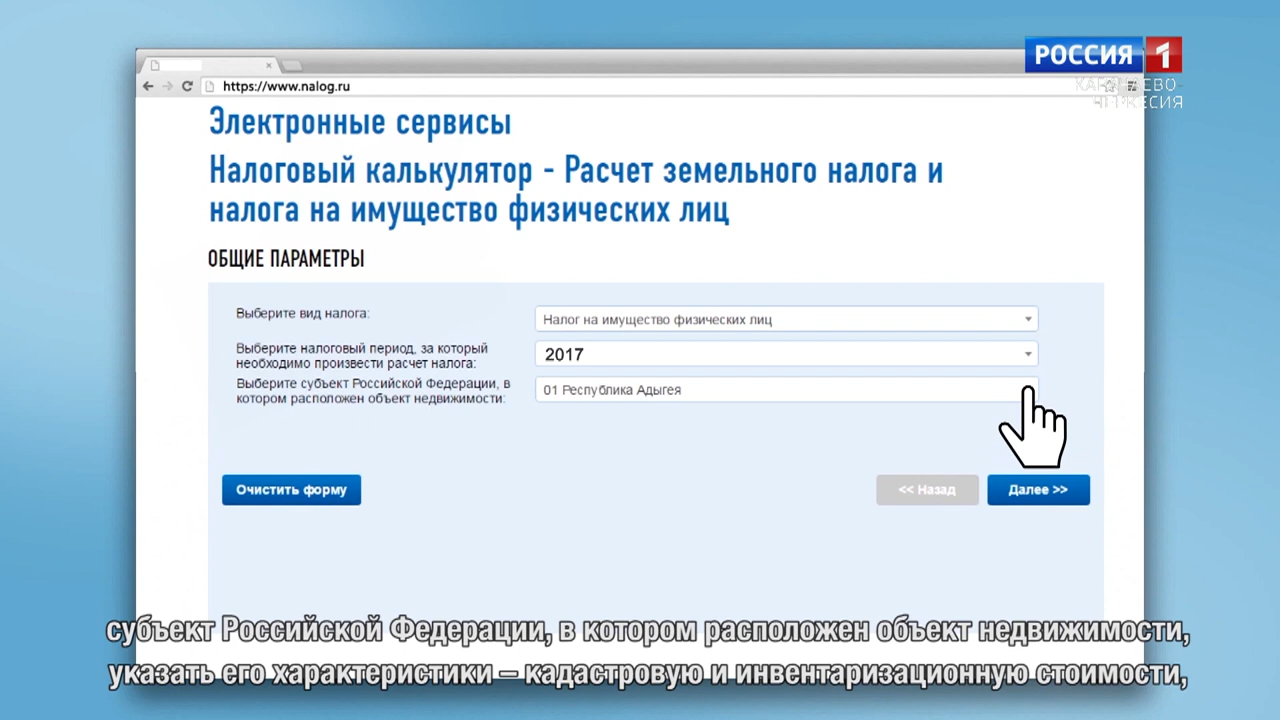 РОССИЯ 1
КАРАЧАЕВО-
ЧЕРКЕСИЯ
https://www.nalog.ru
Электронные сервисы
Налоговый калькулятор - Расчет земельного налога и
налога на имущество физических лиц
ОБЩИЕ ПАРАМЕТРЫ
Выберите вид налога:
Налог на имущество физических лиц
Выберите налоговый период, за который
необходимо произвести расчет налога:
2017
Выберите субъект Российской Федерации, в
котором расположен объект недвижимости:
01 Республика Адыгея
Очистить форму
<< Назад
Далее >>
субъект Российской Федерации, в котором расположен объект недвижимости,
указать его характеристики – кадастровую и инвентаризационную стоимости,